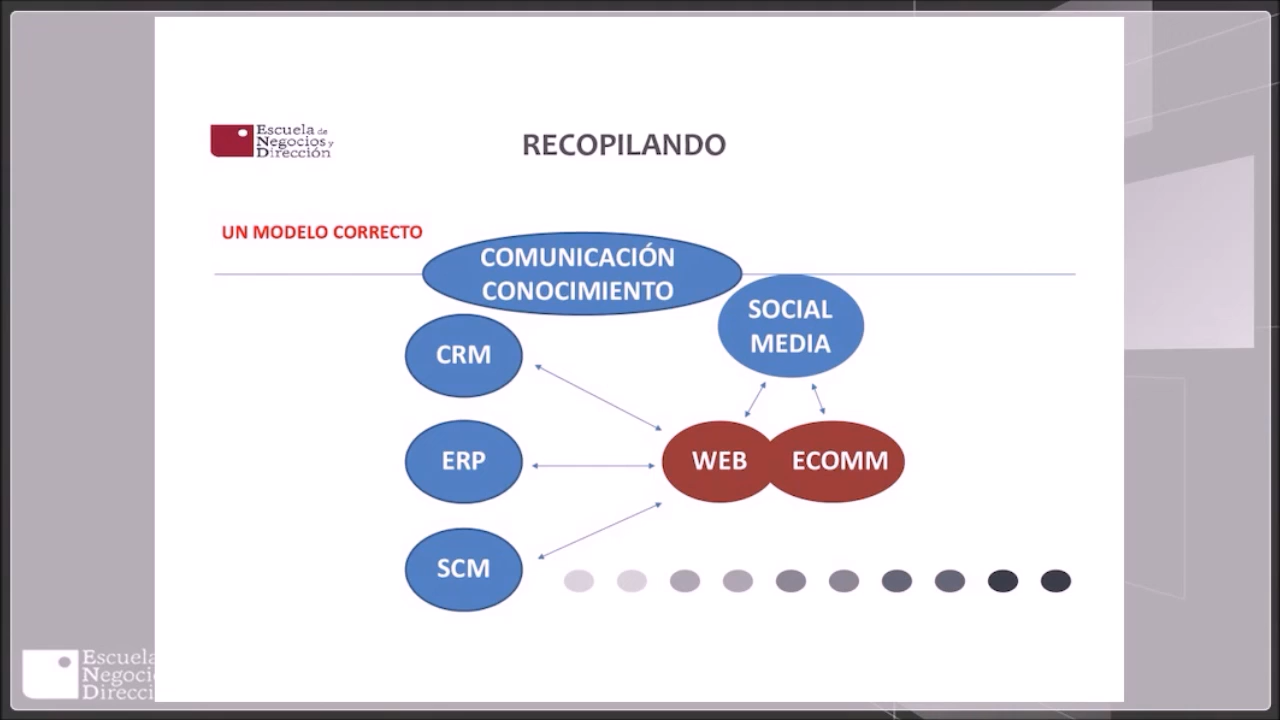 Escuela de
Negocios y
Dirección
RECOPILANDO
UN MODELO CORRECTO
COMUNICACIÓN
CONOCIMIENTO
SOCIAL
MEDIA
CRM
ERP
WEB
ECOMM
SCM
Escuela
Negoci
Direcci